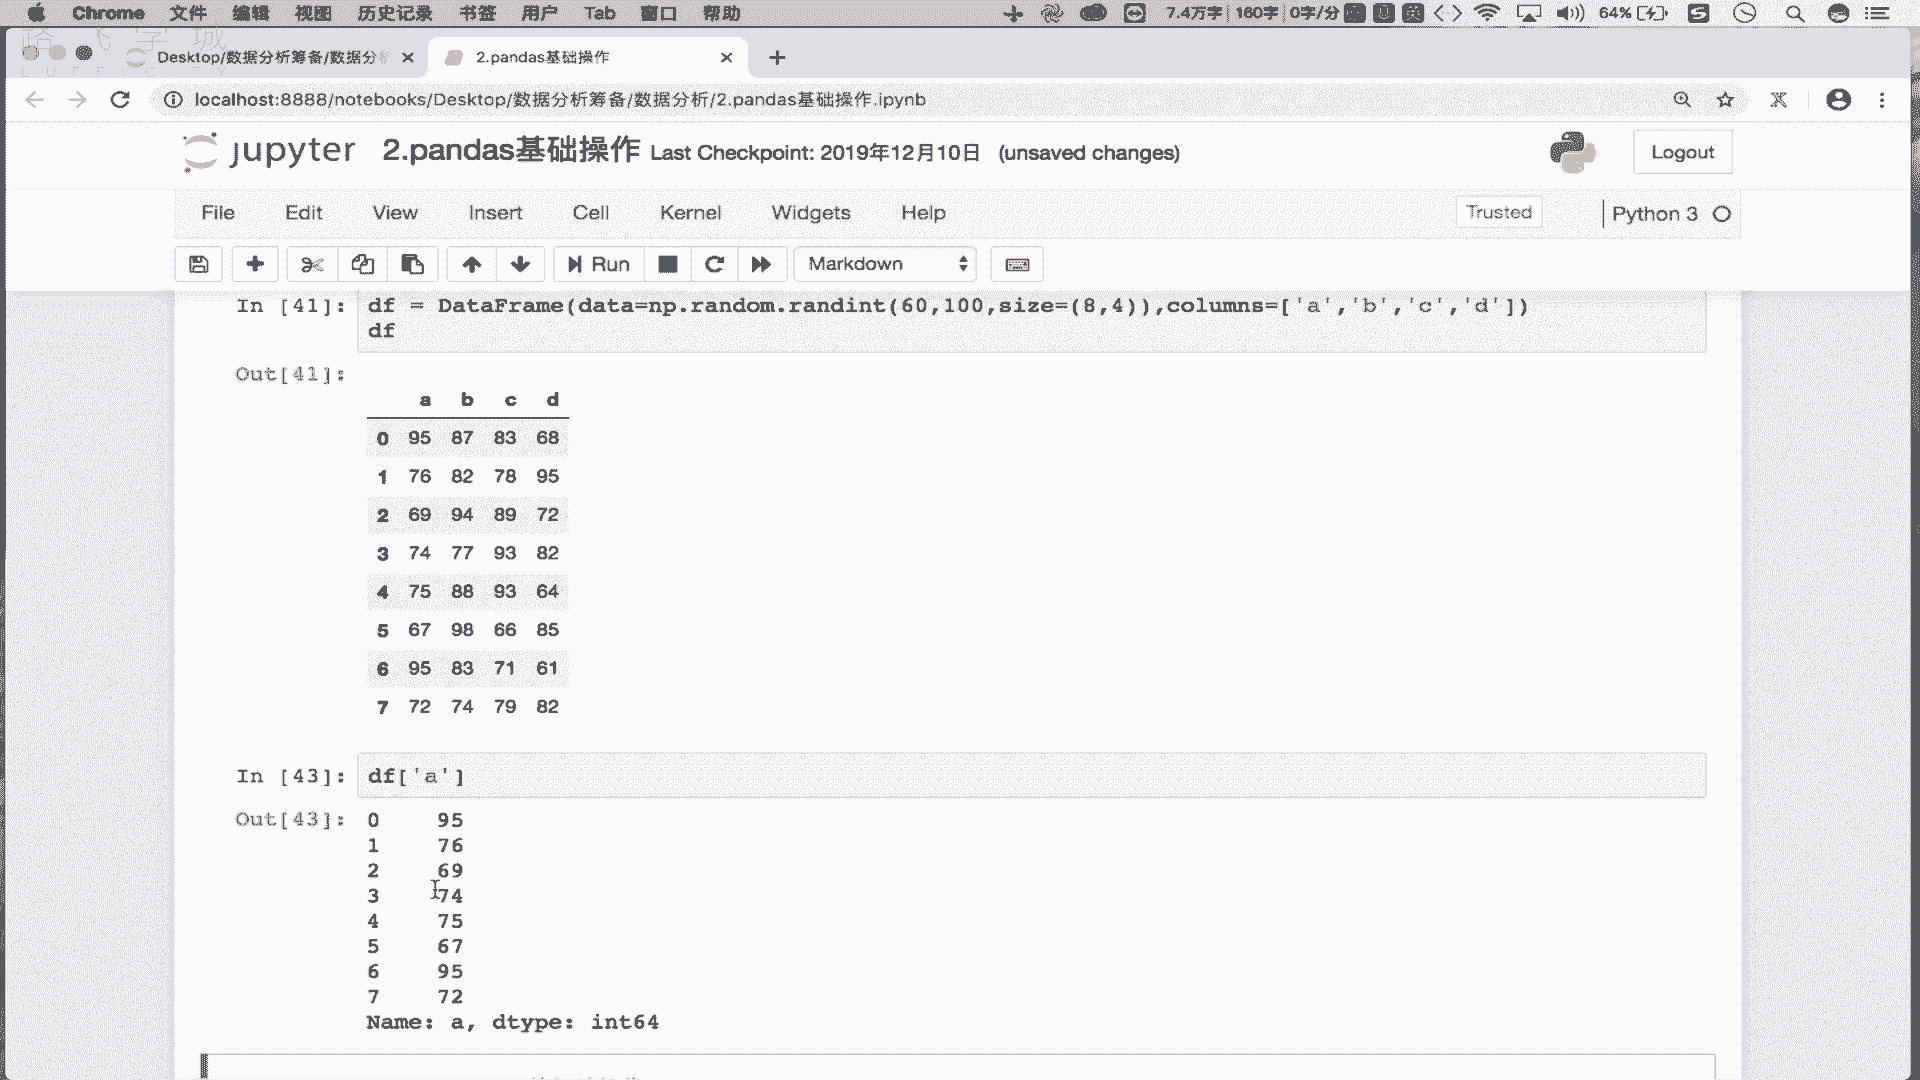 Chrome 文件 编辑 视图 历史记录 书签 用户 Tab 窗口 帮助 7.4万字 160字 0字/分 英 64%
Desktop/数据分析筹备/数据分析 2.pandas基础操作
localhost:8888/notebooks/Desktop/数据分析筹备/数据分析/2.pandas基础操作.ipynb
jupyter 2.pandas基础操作 Last Checkpoint: 2019年12月10日 (unsaved changes) Logout
File Edit View Insert Cell Kernel Widgets Help Trusted Python 3
Run Markdown
In [41]: df = DataFrame(data=np.random.randint(60,100,size=(8,4)),columns=['a','b','c','d'])
df
Out[41]:
a b c d
0 95 87 83 68
1 76 82 78 95
2 69 94 89 72
3 74 77 93 82
4 75 88 93 64
5 67 98 66 85
6 95 83 71 61
7 72 74 79 82
In [43]: df['a']
Out[43]: 0 95
1 76
2 69
3 74
4 75
5 67
6 95
7 72
Name: a, dtype: int64